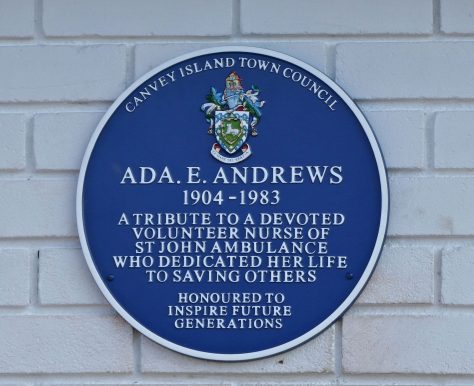 CANVEY ISLAND TOWN COUNCIL
ADA. E. ANDREWS
1904-1983
A TRIBUTE TO A DEVOTED
VOLUNTEER NURSE OF
ST JOHN AMBULANCE
WHO DEDICATED HER LIFE
TO SAVING OTHERS
HONOURED TO
INSPIRE FUTURE
GENERATIONS